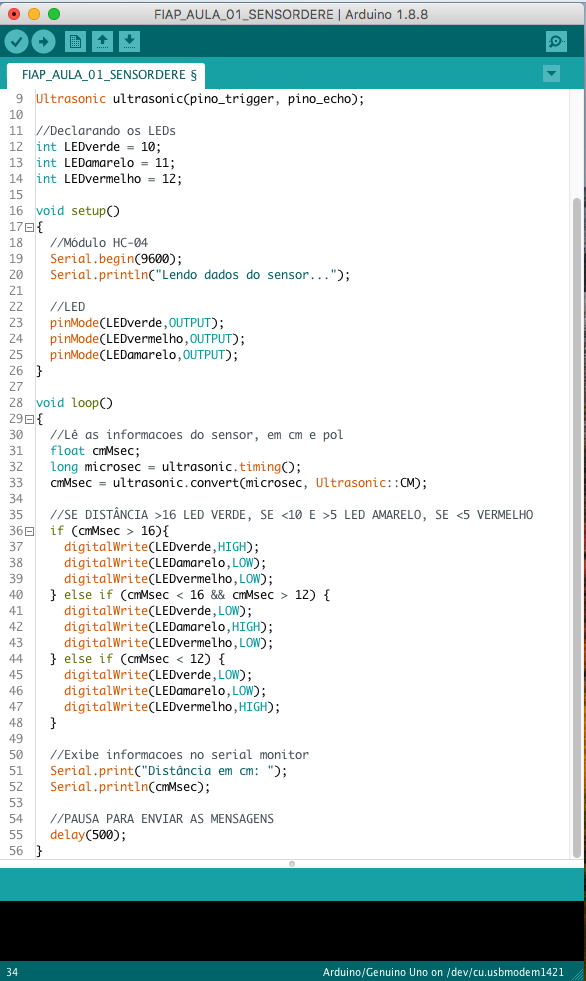 FIAP_AULA_01_SENSORDERE | Arduino 1.8.8
FIAP_AULA_01_SENSORDERE §
9 Ultrasonic ultrasonic(pino_trigger, pino_echo);
10
11 //Declarando os LEDs
12 int LEDverde = 10;
13 int LEDamarelo = 11;
14 int LEDvermelho = 12;
15
16 void setup()
17 {
18   //Módulo HC-04
19   Serial.begin(9600);
20   Serial.println("Lendo dados do sensor...");
21
22   //LED
23   pinMode(LEDverde,OUTPUT);
24   pinMode(LEDvermelho,OUTPUT);
25   pinMode(LEDamarelo,OUTPUT);
26 }
27
28 void loop()
29 {
30   //Lê as informacoes do sensor, em cm e pol
31   float cmMsec;
32   long microsec = ultrasonic.timing();
33   cmMsec = ultrasonic.convert(microsec, Ultrasonic::CM);
34
35   //SE DISTÂNCIA >16 LED VERDE, SE <10 E >5 LED AMARELO, SE <5 VERMELHO
36   if (cmMsec > 16){
37     digitalWrite(LEDverde,HIGH);
38     digitalWrite(LEDamarelo,LOW);
39     digitalWrite(LEDvermelho,LOW);
40   } else if (cmMsec < 16 && cmMsec > 12) {
41     digitalWrite(LEDverde,LOW);
42     digitalWrite(LEDamarelo,HIGH);
43     digitalWrite(LEDvermelho,LOW);
44   } else if (cmMsec < 12) {
45     digitalWrite(LEDverde,LOW);
46     digitalWrite(LEDamarelo,LOW);
47     digitalWrite(LEDvermelho,HIGH);
48   }
49
50   //Exibe informacoes no serial monitor
51   Serial.print("Distância em cm: ");
52   Serial.println(cmMsec);
53
54   //PAUSA PARA ENVIAR AS MENSAGENS
55   delay(500);
56 }
34 Arduino/Genuino Uno on /dev/cu.usbmodem1421